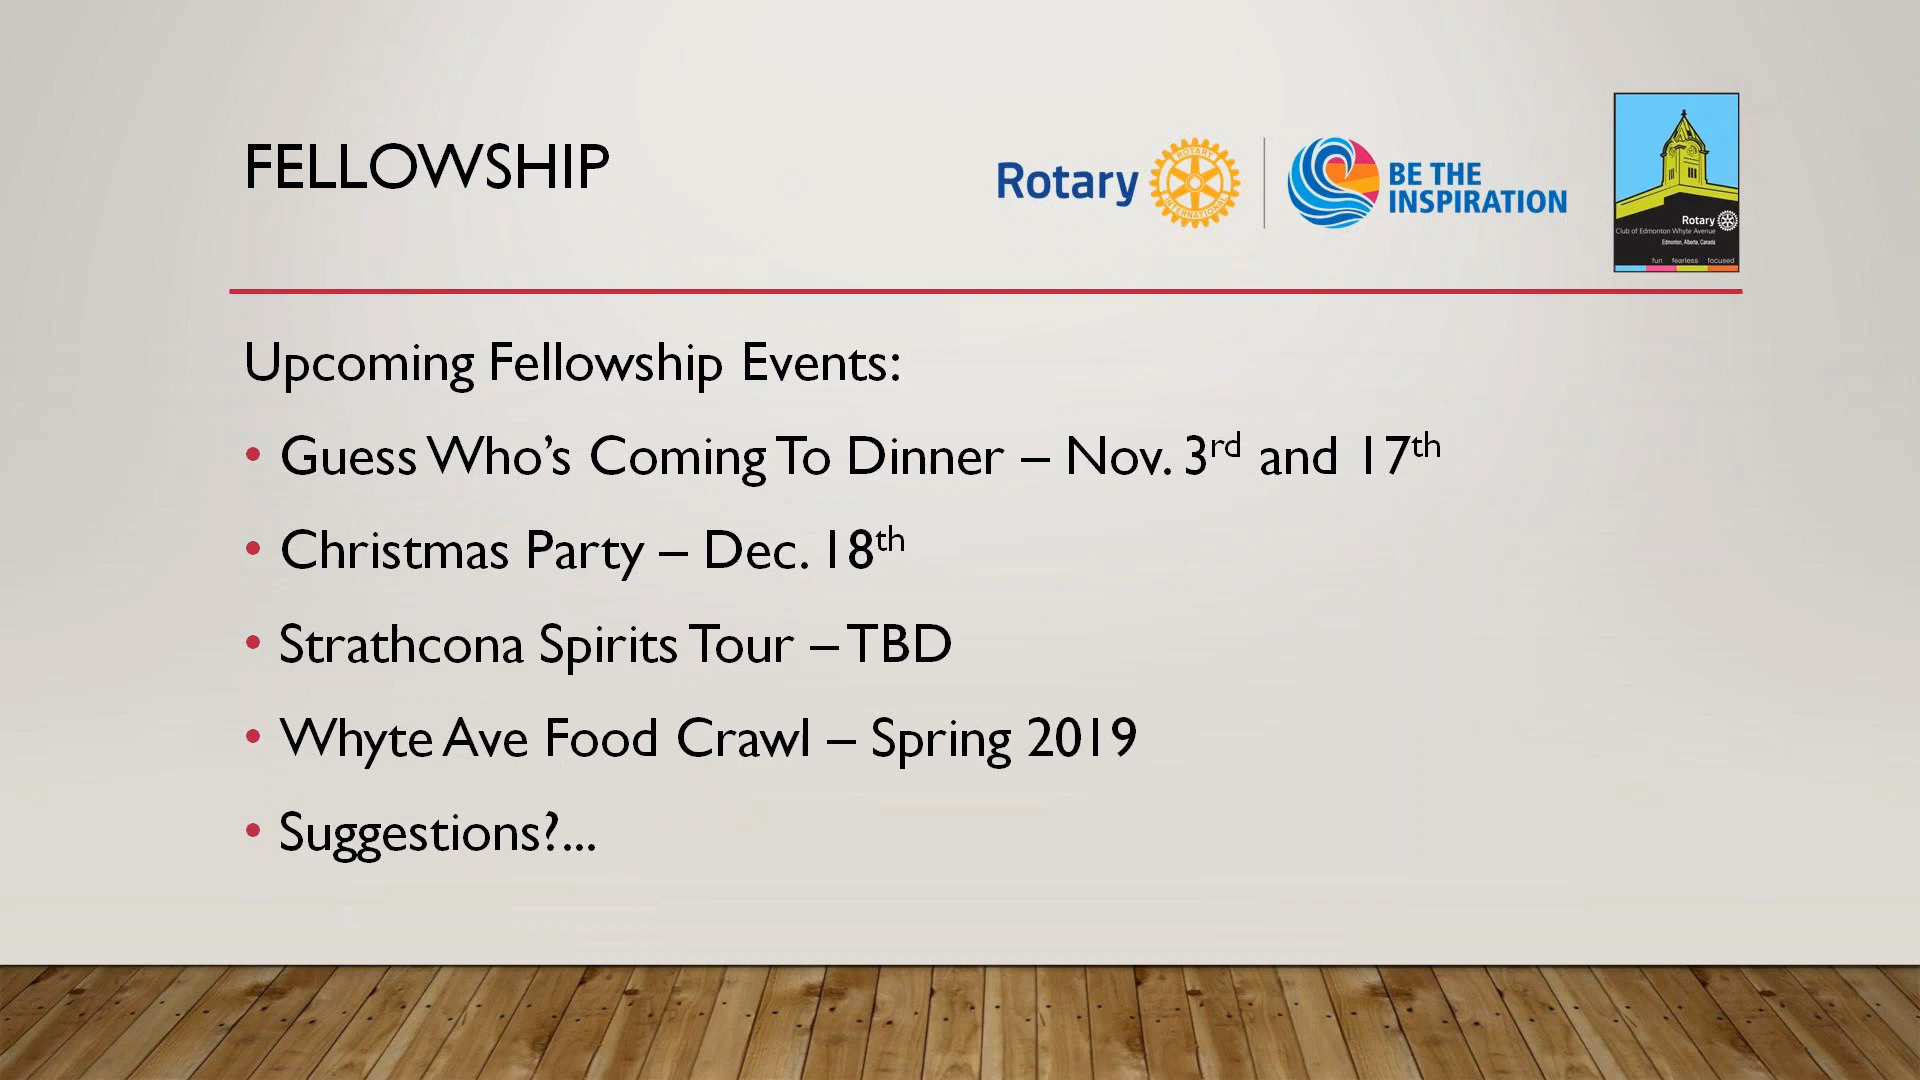 FELLOWSHIP
Rotary
ROTARY
INTERNATIONAL
BE THE
INSPIRATION
Rotary
Club of Edmonton Whyte Avenue
Edmonton, Alberta, Canada
fun fearless focused
Upcoming Fellowship Events:
• Guess Who’s Coming To Dinner – Nov. 3rd and 17th
• Christmas Party – Dec. 18th
• Strathcona Spirits Tour – TBD
• Whyte Ave Food Crawl – Spring 2019
• Suggestions?...